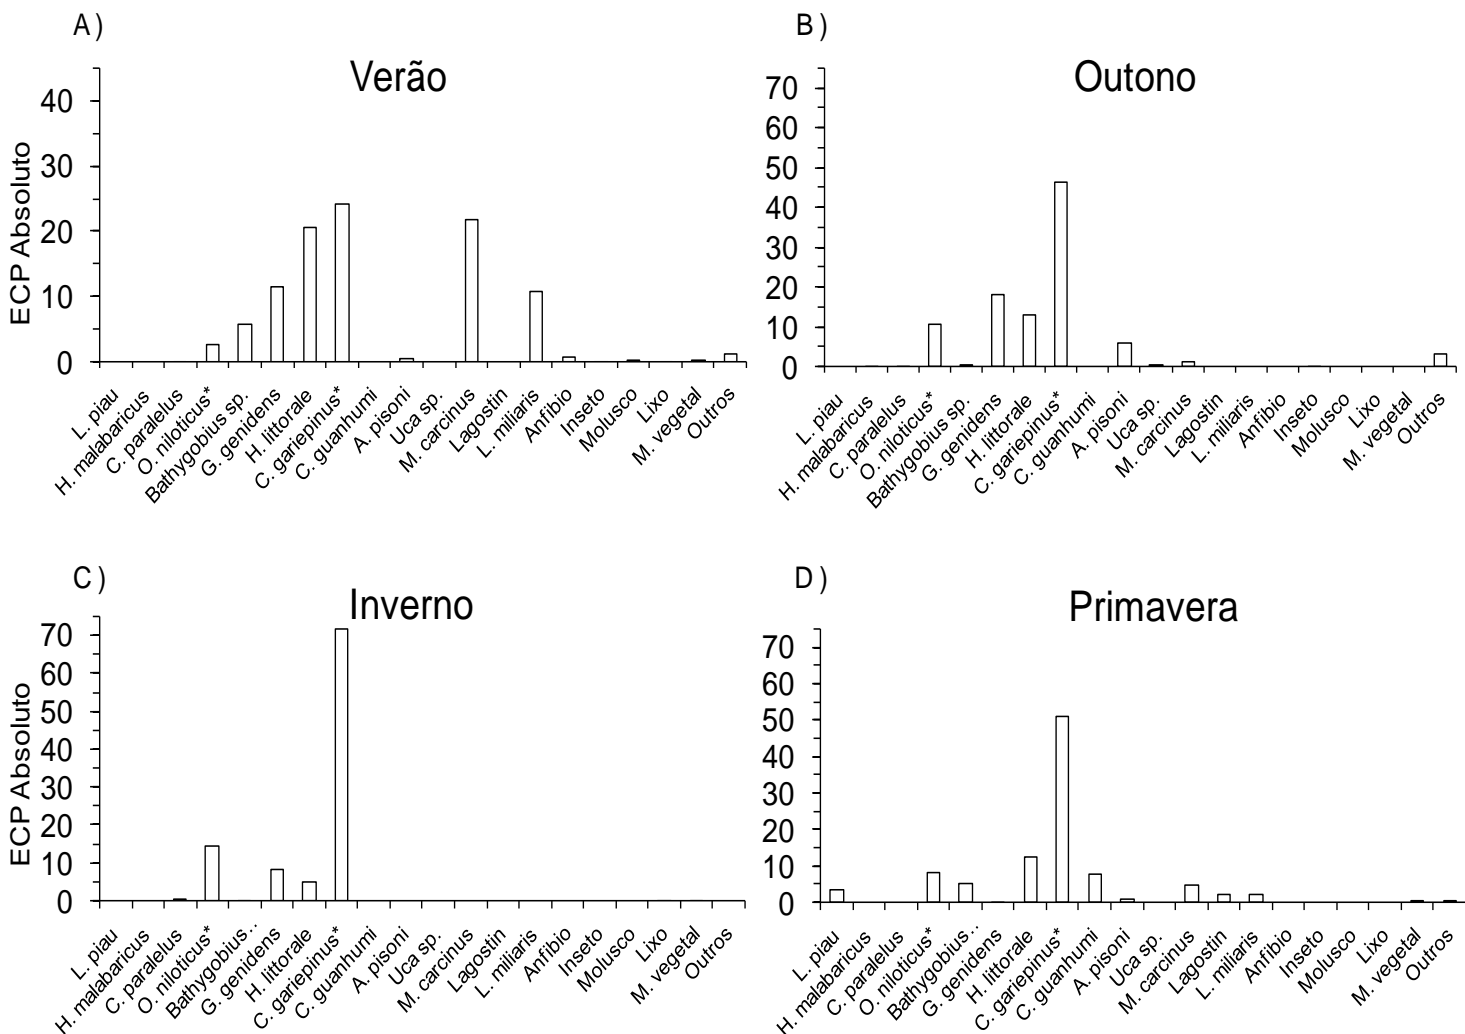 A)
Verão
ECP Absoluto
40
30
20
10
0
L. piau
H. malabaricus
C. paralelus
O. niloticus*
Bathygobius sp.
G. genidens
H. littorale
C. gariepinus*
C. guanhumi
A. pisoni
Uca sp.
M. carcinus
Lagostin
L. miliaris
Anfibio
Inseto
Molusco
Lixo
M. vegetal
Outros
B)
Outono
70
60
50
40
30
20
10
0
L. piau
H. malabaricus
C. paralelus
O. niloticus*
Bathygobius sp.
G. genidens
H. littorale
C. gariepinus*
C. guanhumi
A. pisoni
Uca sp.
M. carcinus
Lagostin
L. miliaris
Anfibio
Inseto
Molusco
Lixo
M. vegetal
Outros
C)
Inverno
ECP Absoluto
70
60
50
40
30
20
10
0
L. piau
H. malabaricus
C. paralelus
O. niloticus*
Bathygobius..
G. genidens
H. littorale
C. gariepinus*
C. guanhumi
A. pisoni
Uca sp.
M. carcinus
Lagostin
L. miliaris
Anfibio
Inseto
Molusco
Lixo
M. vegetal
Outros
D)
Primavera
70
60
50
40
30
20
10
0
L. piau
H. malabaricus
C. paralelus
O. niloticus*
Bathygobius..
G. genidens
H. littorale
C. gariepinus*
C. guanhumi
A. pisoni
Uca sp.
M. carcinus
Lagostin
L. miliaris
Anfibio
Inseto
Molusco
Lixo
M. vegetal
Outros